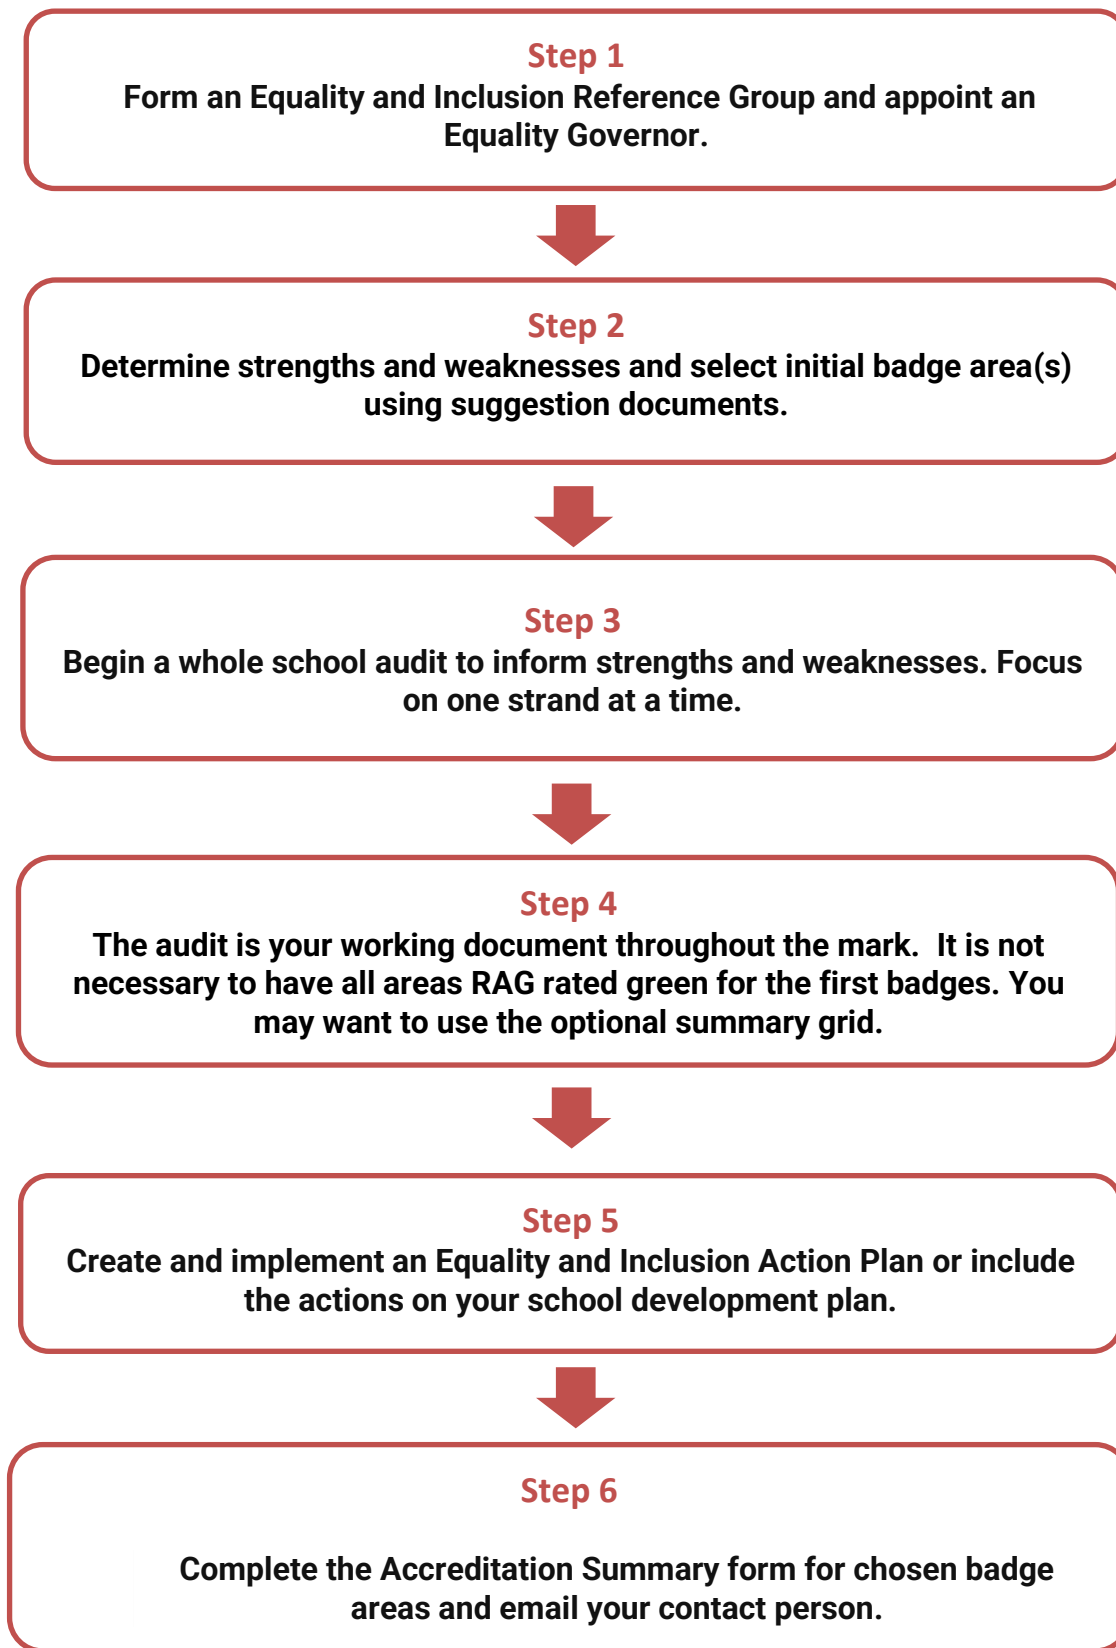 Step 1
Form an Equality and Inclusion Reference Group and appoint an
Equality Governor.
Step 2
Determine strengths and weaknesses and select initial badge area(s)
using suggestion documents.
Step 3
Begin a whole school audit to inform strengths and weaknesses. Focus
on one strand at a time.
Step 4
The audit is your working document throughout the mark.  It is not
necessary to have all areas RAG rated green for the first badges. You
may want to use the optional summary grid.
Step 5
Create and implement an Equality and Inclusion Action Plan or include
the actions on your school development plan.
Step 6
Complete the Accreditation Summary form for chosen badge
areas and email your contact person.